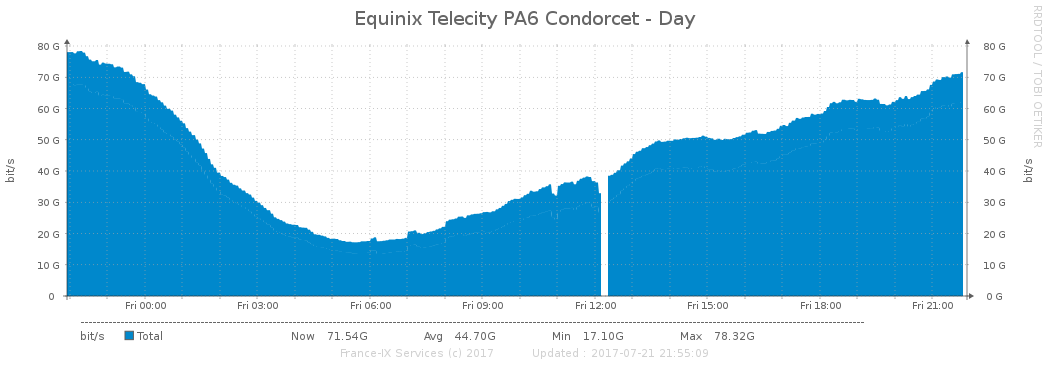 Equinix Telecity PA6 Condorcet - Day
RRDTOOL / TOBI OETIKER
80 G 80 G
70 G 70 G
60 G 60 G
50 G 50 G
40 G 40 G
30 G 30 G
20 G 20 G
10 G 10 G
0 0 G
bit/s bit/s
Fri 00:00 Fri 03:00 Fri 06:00 Fri 09:00 Fri 12:00 Fri 15:00 Fri 18:00 Fri 21:00
bit/s Total Now 71.54G Avg 44.70G Min 17.10G Max 78.32G
France-IX Services (c) 2017 Updated : 2017-07-21 21:55:09